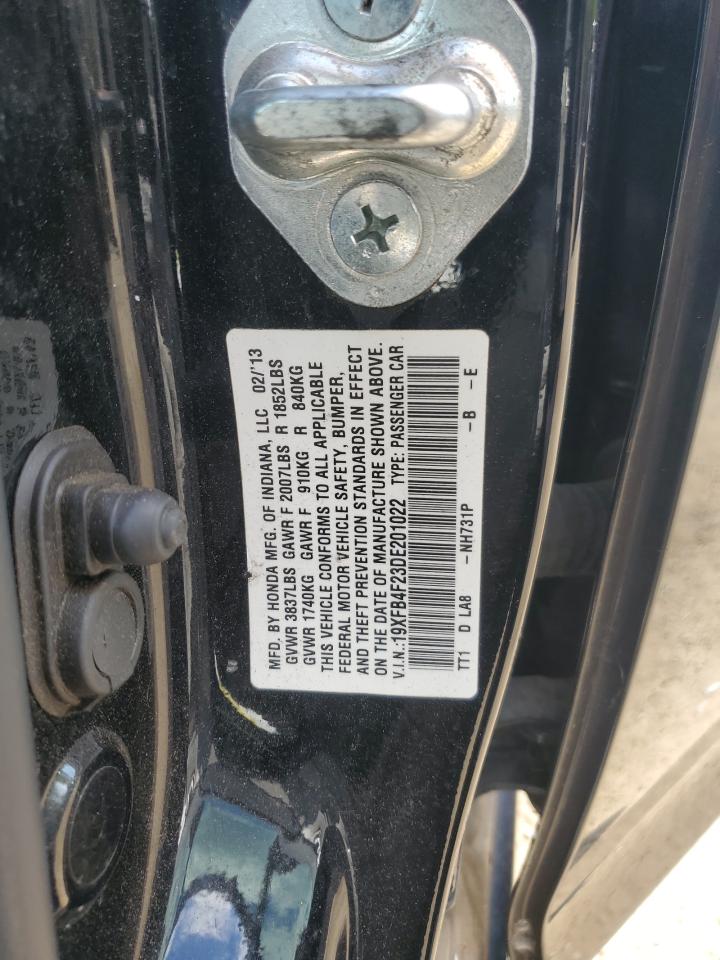 MFD. BY HONDA MFG. OF INDIANA, LLC 02/'13
GVWR 3837LBS GAWR F 2007LBS R 1852LBS
GVWR 1740KG GAWR F 910KG R 840KG
THIS VEHICLE CONFORMS TO ALL APPLICABLE
FEDERAL MOTOR VEHICLE SAFETY, BUMPER,
AND THEFT PREVENTION STANDARDS IN EFFECT
ON THE DATE OF MANUFACTURE SHOWN ABOVE.
V.I.N.:19XFB4F23DE201022 TYPE: PASSENGER CAR
TT1 D LA8 -NH731P -B -E